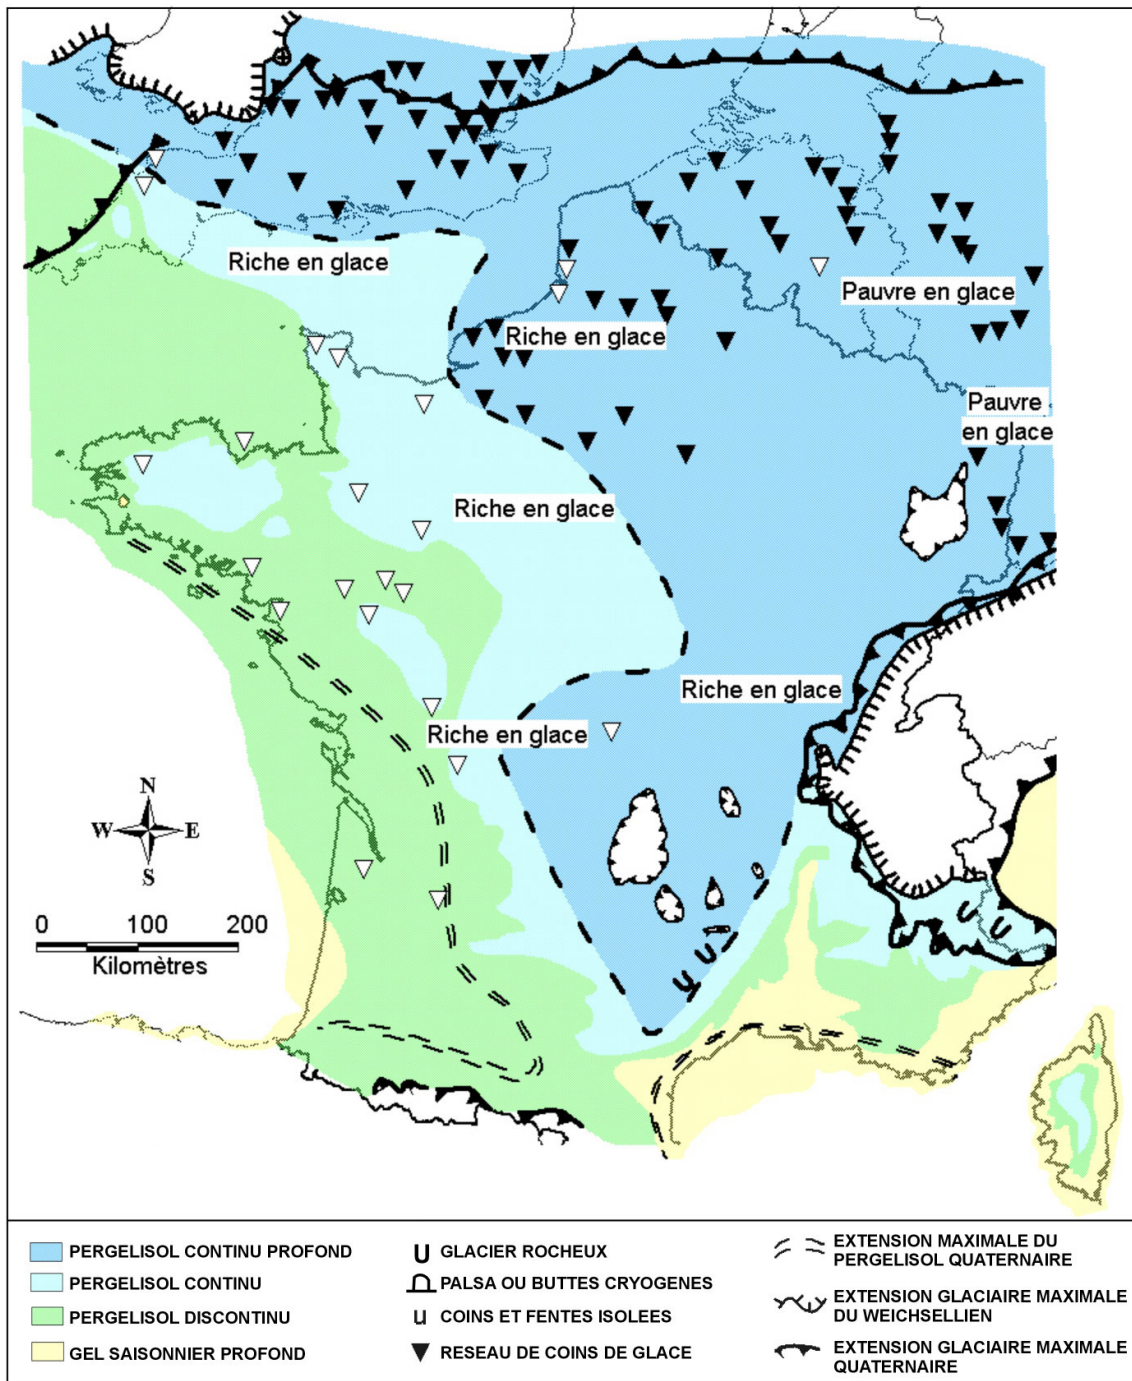 Riche en glace
Pauvre en glace
Riche en glace
Pauvre
en glace
Riche en glace
Riche en glace
Riche en glace
N
W E
S
0 100 200
Kilomètres
PERGELISOL CONTINU PROFOND
PERGELISOL CONTINU
PERGELISOL DISCONTINU
GEL SAISONNIER PROFOND
GLACIER ROCHEUX
PALSA OU BUTTES CRYOGENES
COINS ET FENTES ISOLEES
RESEAU DE COINS DE GLACE
EXTENSION MAXIMALE DU
PERGELISOL QUATERNAIRE
EXTENSION GLACIAIRE MAXIMALE
DU WEICHSELLIEN
EXTENSION GLACIAIRE MAXIMALE
QUATERNAIRE